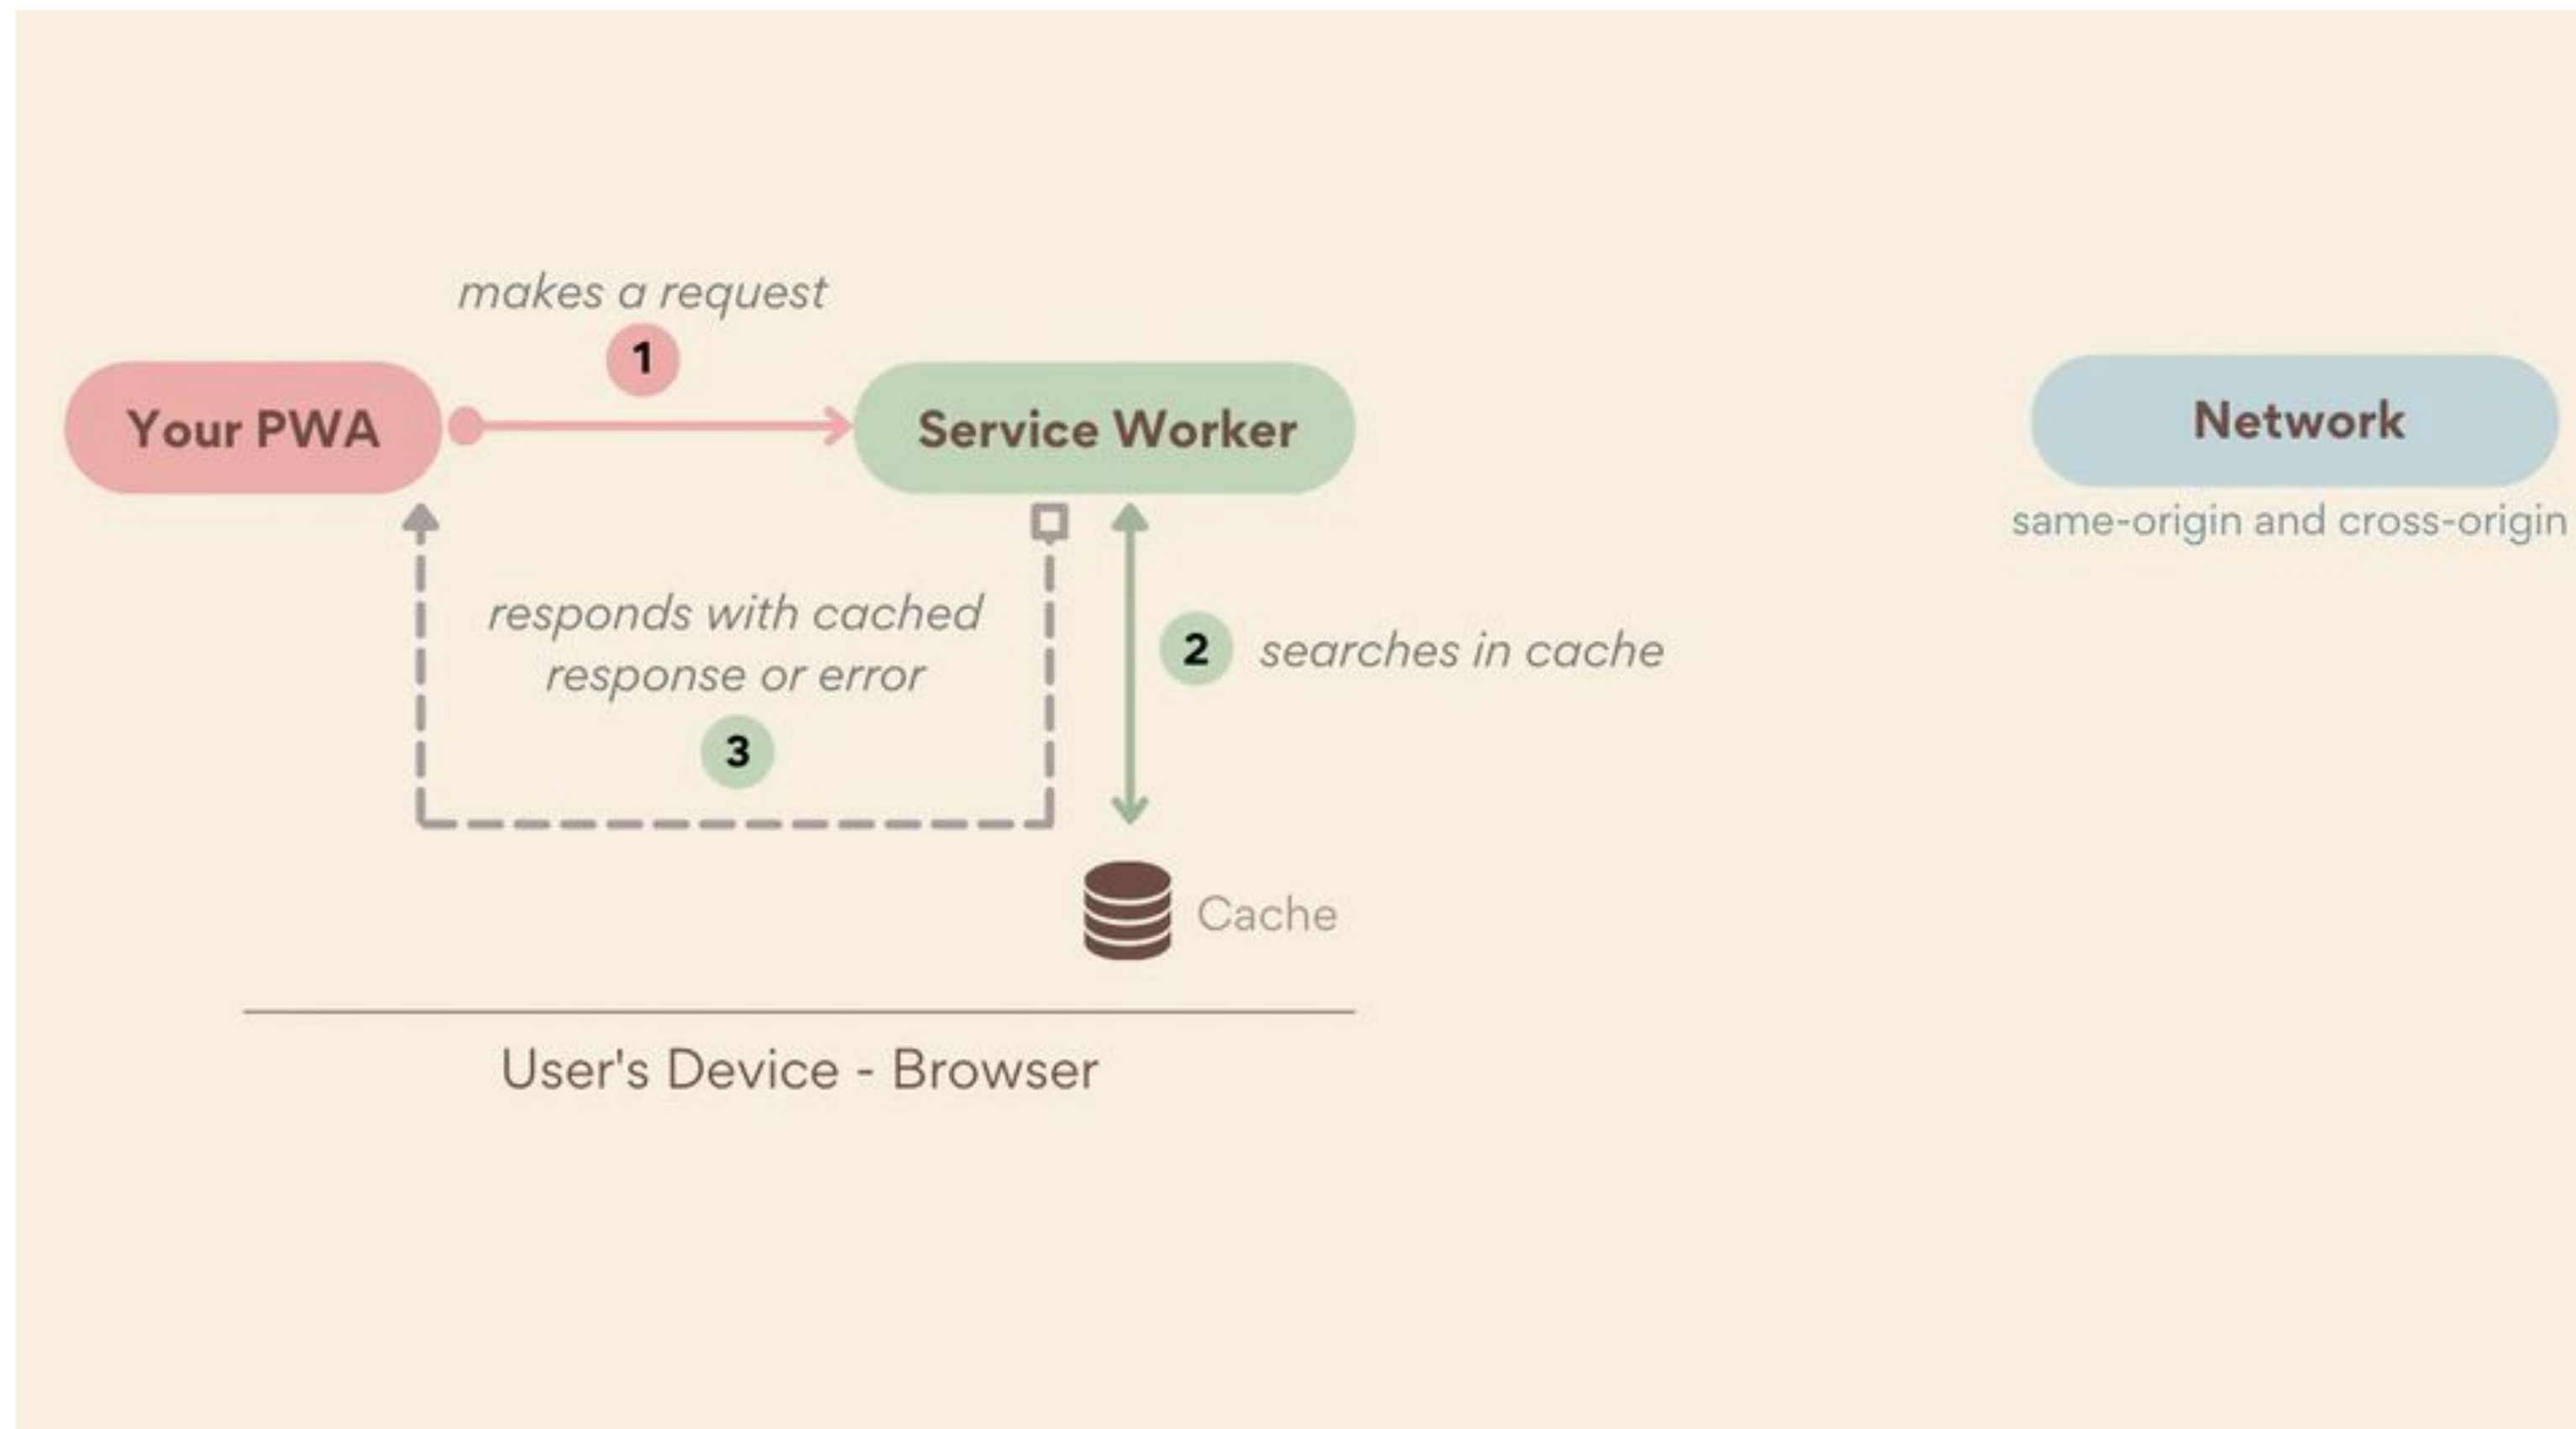 makes a request
1
Your PWA
Service Worker
Network
same-origin and cross-origin
responds with cached
response or error
3
2 searches in cache
Cache
User's Device - Browser